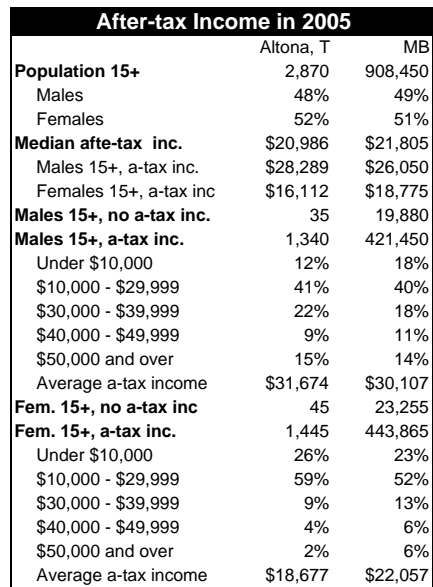 After-tax Income in 2005
Altona, T MB
Population 15+ 2,870 908,450
Males 48% 49%
Females 52% 51%
Median afte-tax inc. $20,986 $21,805
Males 15+, a-tax inc. $28,289 $26,050
Females 15+, a-tax inc $16,112 $18,775
Males 15+, no a-tax inc. 35 19,880
Males 15+, a-tax inc. 1,340 421,450
Under $10,000 12% 18%
$10,000 - $29,999 41% 40%
$30,000 - $39,999 22% 18%
$40,000 - $49,999 9% 11%
$50,000 and over 15% 14%
Average a-tax income $31,674 $30,107
Fem. 15+, no a-tax inc 45 23,255
Fem. 15+, a-tax inc. 1,445 443,865
Under $10,000 26% 23%
$10,000 - $29,999 59% 52%
$30,000 - $39,999 9% 13%
$40,000 - $49,999 4% 6%
$50,000 and over 2% 6%
Average a-tax income $18,677 $22,057